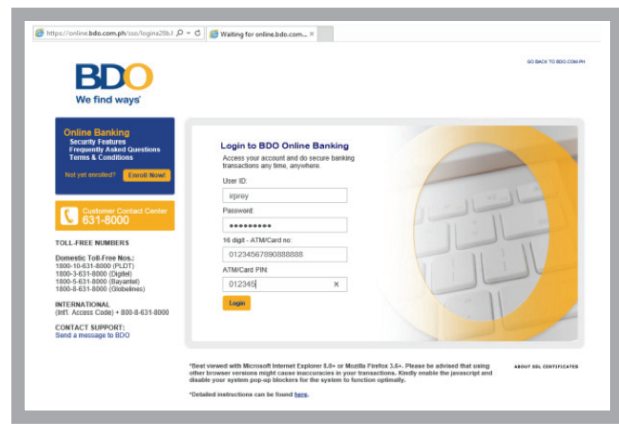 https://online.bdo.com.ph/sso/login
Waiting for online.bdo.com... ×
GO BACK TO BDO.COM.PH
BDO
We find ways
Online Banking
Security Features
Frequently Asked Questions
Terms & Conditions
Not yet enrolled? Enroll Now!
Customer Contact Center
631-8000
TOLL-FREE NUMBERS
Domestic Toll-Free Nos.:
1800-10-631-8000 (PLDT)
1800-3-631-8000 (Digitel)
1800-5-631-8000 (Bayantel)
1800-8-631-8000 (Globelines)
INTERNATIONAL
(Intl. Access Code) + 800-8-631-8000
CONTACT SUPPORT:
Send a message to BDO
Login to BDO Online Banking
Access your account and do secure banking
transactions any time, anywhere.
User ID:
irprey
Password:
16 digit - ATM/Card no:
01234567890888888
ATM/Card PIN:
012345 ×
Login
*Best viewed with Microsoft Internet Explorer 8.0+ or Mozilla Firefox 3.6+. Please be advised that using
other browser versions might cause inaccuracies in your transactions. Kindly enable the javascript and
disable your system pop-up blockers for the system to function optimally.
*Detailed instructions can be found here.
ABOUT SSL CERTIFICATES